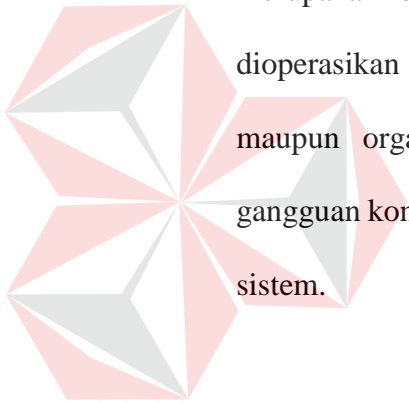 dioperasikan
maupun orga
gangguan kon
sistem.